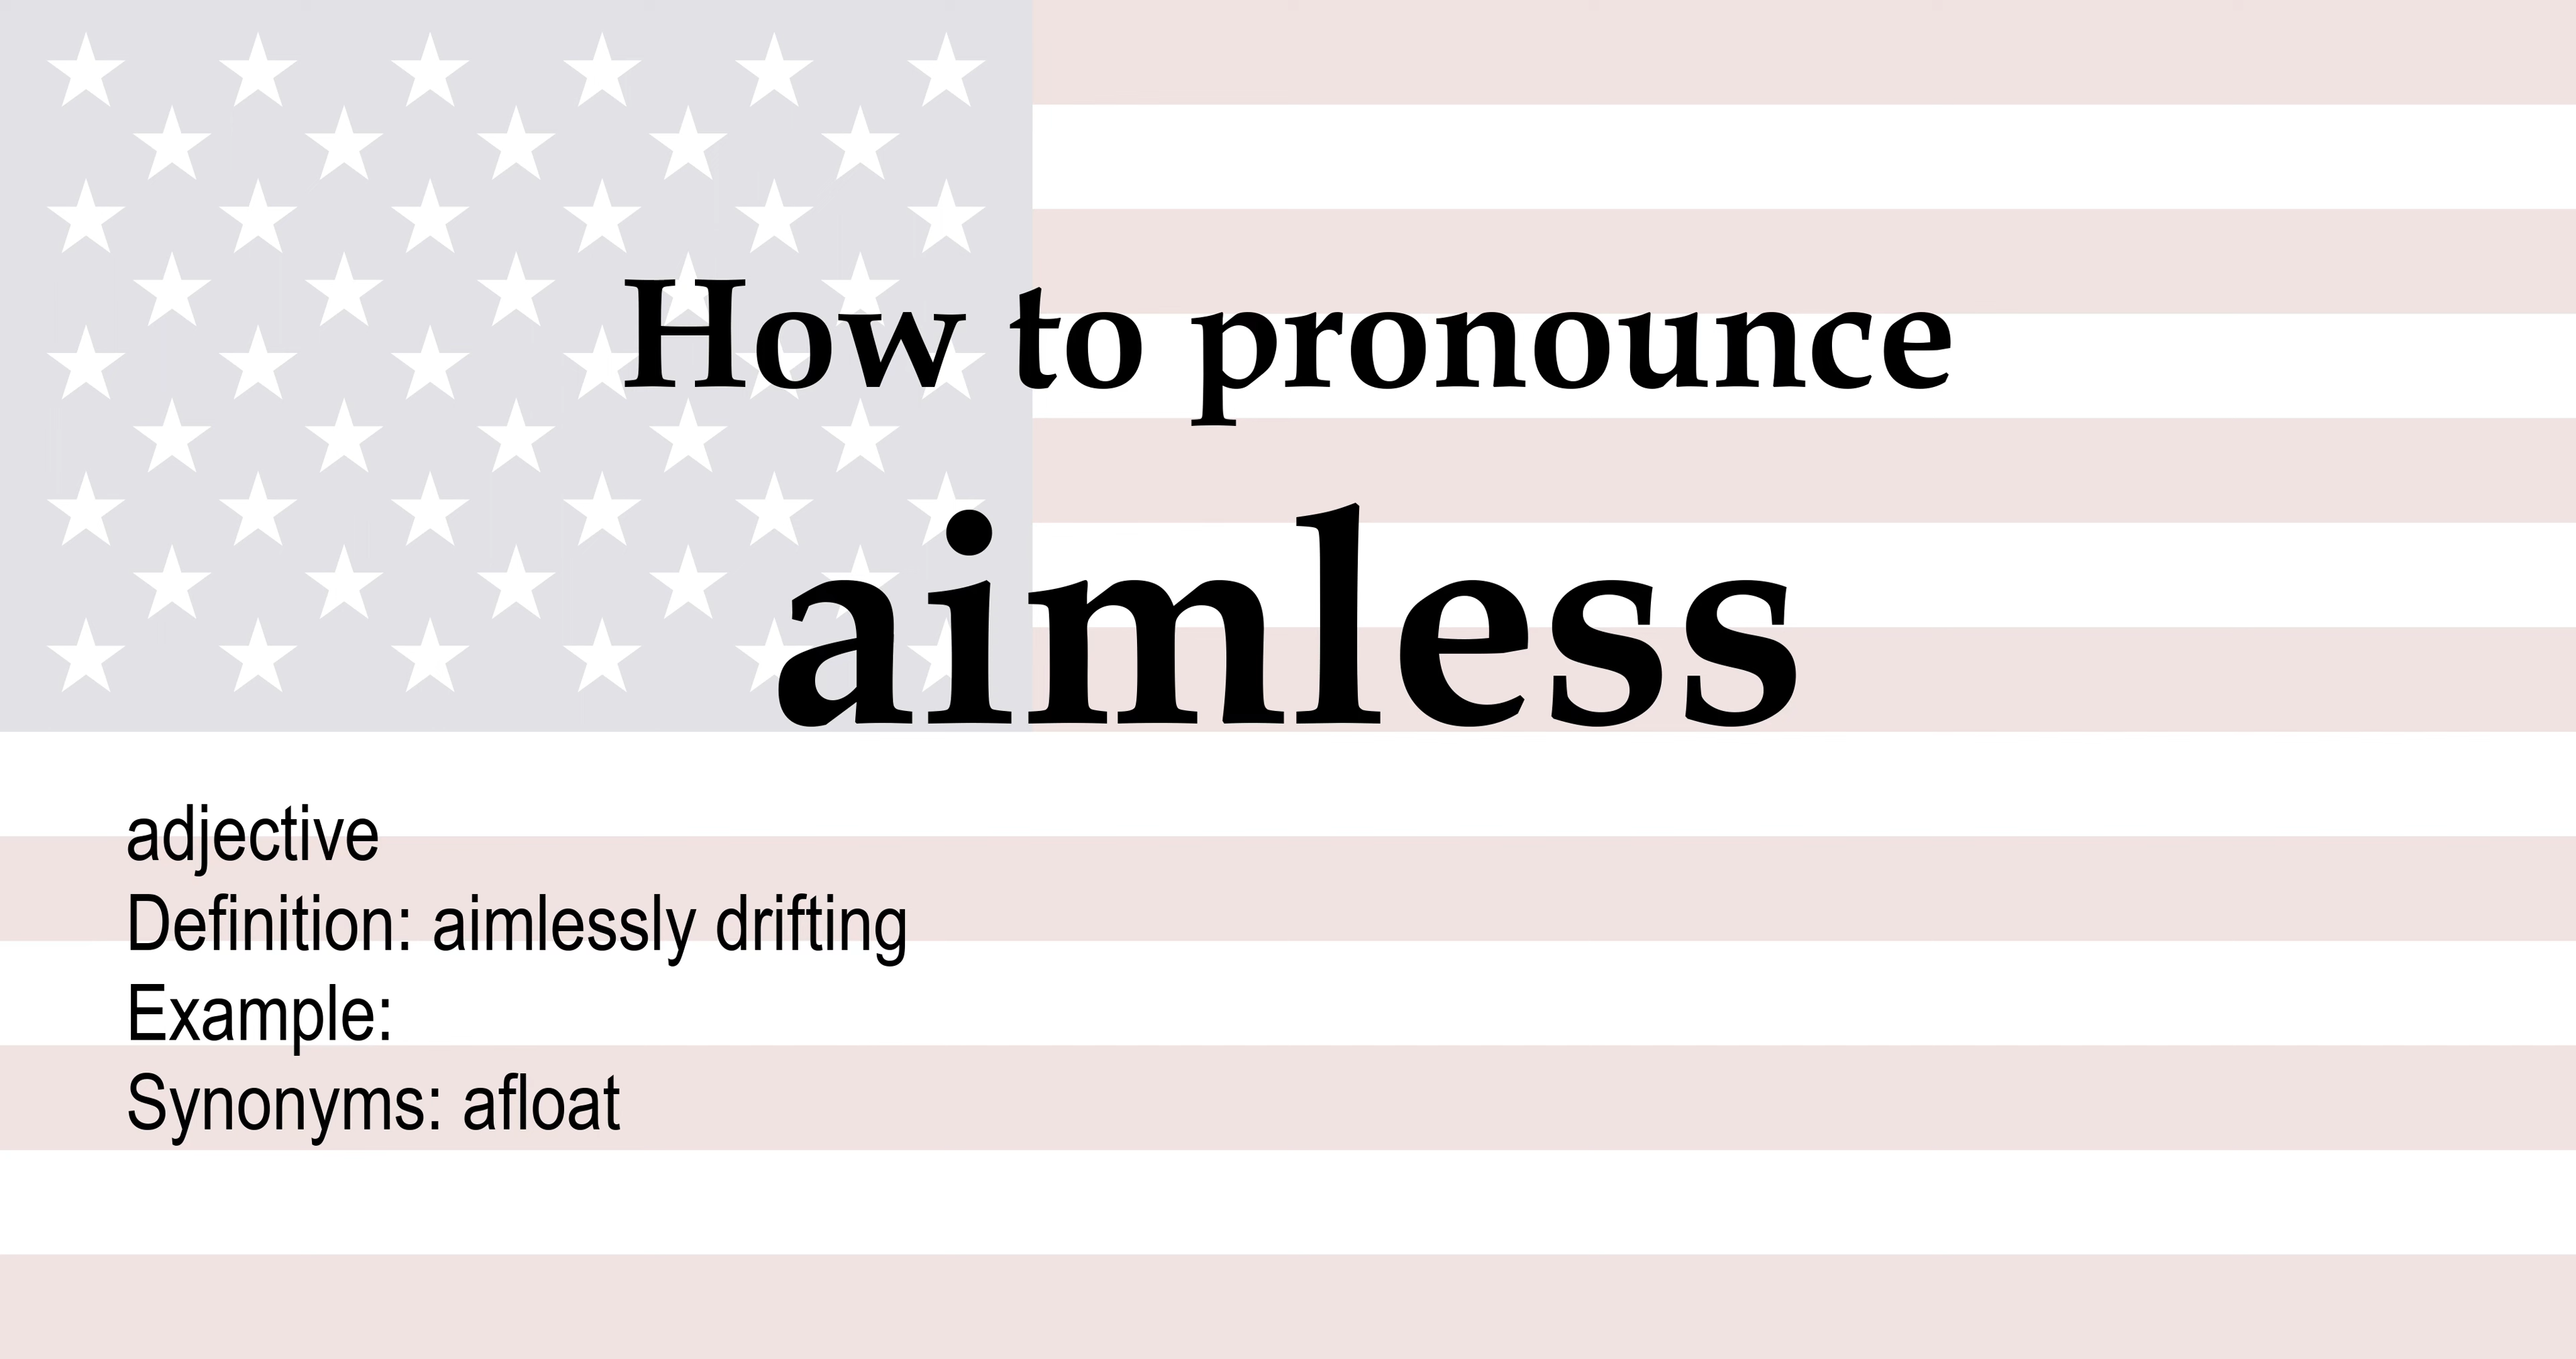 How to pronounce
aimless
adjective
Definition: aimlessly drifting
Example:
Synonyms: afloat